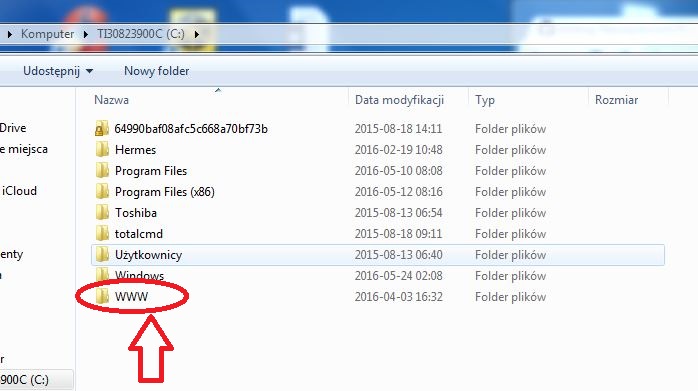 Komputer TI30823900C (C:)
Udostępnij Nowy folder
Nazwa Data modyfikacji Typ Rozmiar
64990baf08afc5c668a70bf73b 2015-08-18 14:11 Folder plików
Hermes 2016-02-19 10:48 Folder plików
Program Files 2016-05-10 08:08 Folder plików
Program Files (x86) 2016-05-12 08:16 Folder plików
Toshiba 2015-08-13 06:54 Folder plików
totalcmd 2015-08-18 09:11 Folder plików
Użytkownicy 2015-08-13 06:40 Folder plików
Windows 2016-05-24 02:08 Folder plików
WWW 2016-04-03 16:32 Folder plików
Drive
e miejsca
iCloud
enty
a
r
900C (C:)